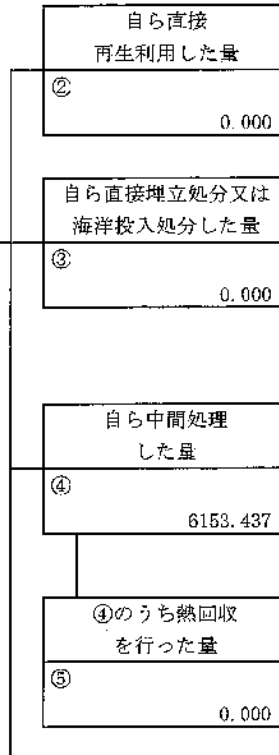 自ら直接
再生利用した量
②
0.000
自ら直接埋立処分又は
海洋投入処分した量
③
0.000
自ら中間処理
した量
④
6153.437
④のうち熱回収
を行った量
⑤
0.000